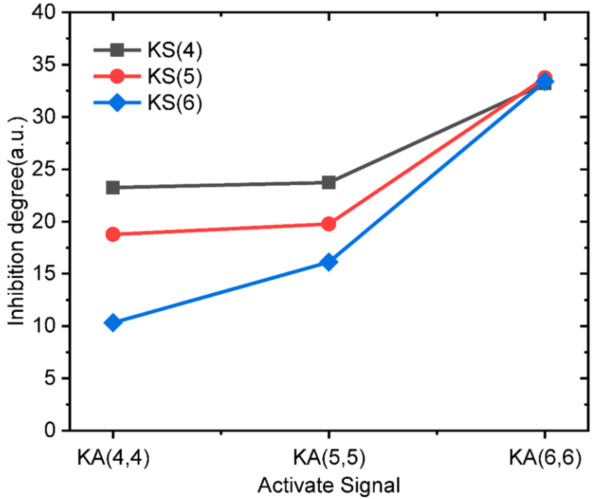 40
35
30
25
20
15
10
5
0
Inhibition degree(a.u.)
KS(4)
KS(5)
KS(6)
KA(4,4) KA(5,5) KA(6,6)
Activate Signal